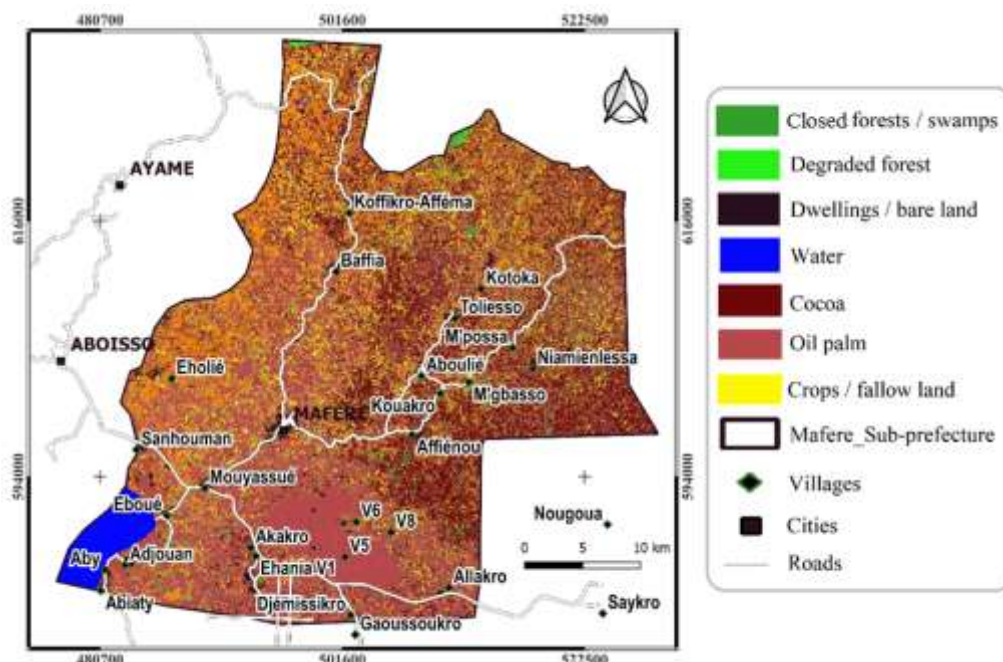 480700 501600 522500
616000
594000
616000
594000
480700 501600 522500
AYAME
ABOISSO
Koffikro-Afféma
Baffia
Kotoka
Toliesso
M'possa
Niamienlessa
Aboulié
M'gbasso
Eholié
Kouakro
MAFERE
Affiénou
Sanhouman
Mouyassué
Eboué
V6
V8
Nougoua
Akakro
V5
Aby
Adjouan
Ehania-V1
Allakro
Abiaty
Djémissikro
Saykro
Gaoussoukro
0 5 10 km
Closed forests / swamps
Degraded forest
Dwellings / bare land
Water
Cocoa
Oil palm
Crops / fallow land
Mafere_Sub-prefecture
Villages
Cities
Roads